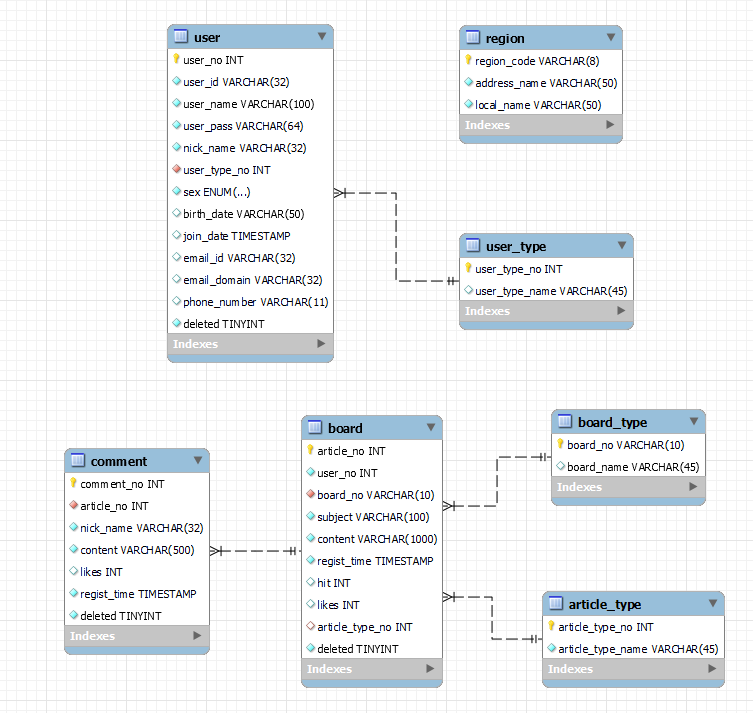 user
user_no INT
user_id VARCHAR(32)
user_name VARCHAR(100)
user_pass VARCHAR(64)
nick_name VARCHAR(32)
user_type_no INT
sex ENUM(...)
birth_date VARCHAR(50)
join_date TIMESTAMP
email_id VARCHAR(32)
email_domain VARCHAR(32)
phone_number VARCHAR(11)
deleted TINYINT
Indexes
region
region_code VARCHAR(8)
address_name VARCHAR(50)
local_name VARCHAR(50)
Indexes
user_type
user_type_no INT
user_type_name VARCHAR(45)
Indexes
comment
comment_no INT
article_no INT
nick_name VARCHAR(32)
content VARCHAR(500)
likes INT
regist_time TIMESTAMP
deleted TINYINT
Indexes
board
article_no INT
user_no INT
board_no VARCHAR(10)
subject VARCHAR(100)
content VARCHAR(1000)
regist_time TIMESTAMP
hit INT
likes INT
article_type_no INT
deleted TINYINT
Indexes
board_type
board_no VARCHAR(10)
board_name VARCHAR(45)
Indexes
article_type
article_type_no INT
article_type_name VARCHAR(45)
Indexes